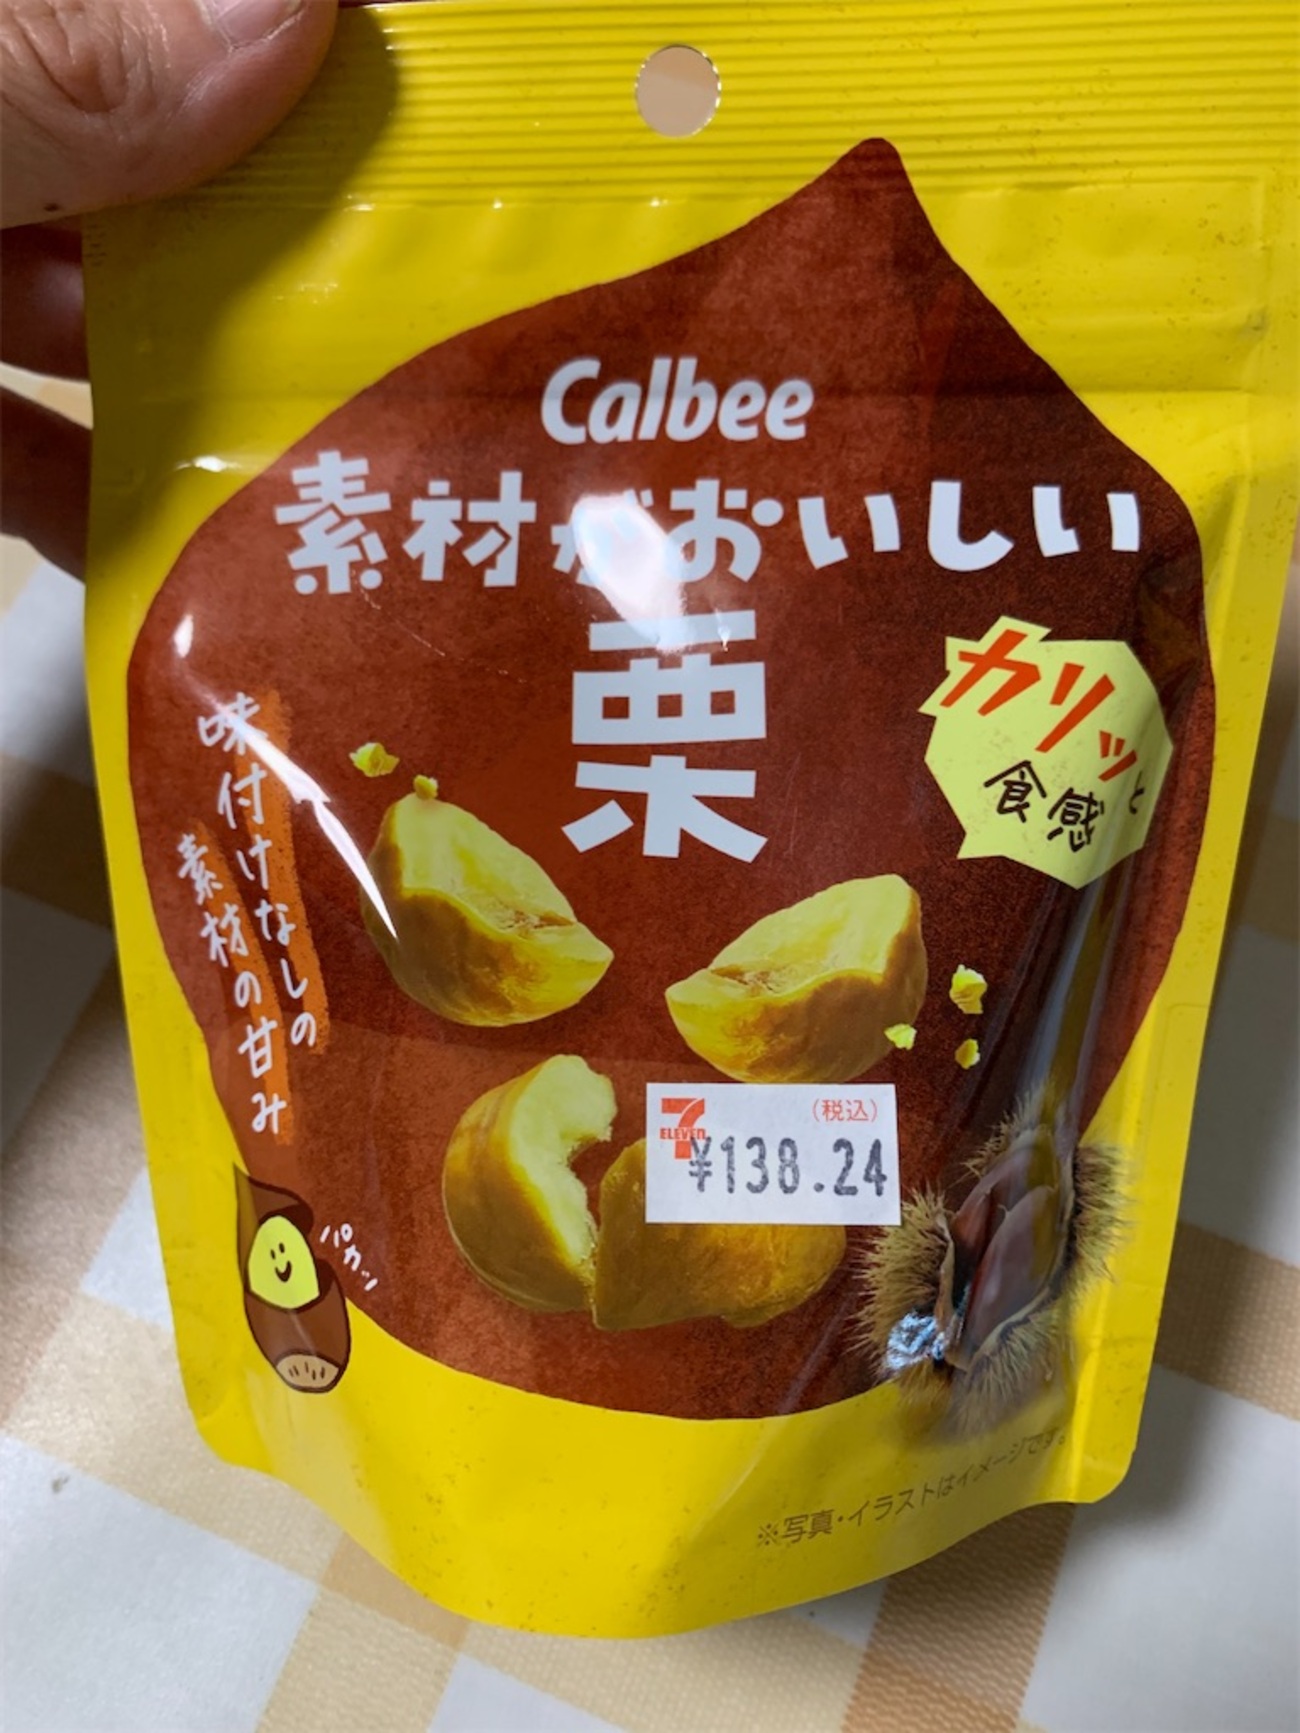 Calbee
素材がおいしい
栗
カリッと
食感
味付けなしの
素材の甘み
7
ELEVEN
(税込)
¥138.24
パカッ
※写真・イラストはイメージです。